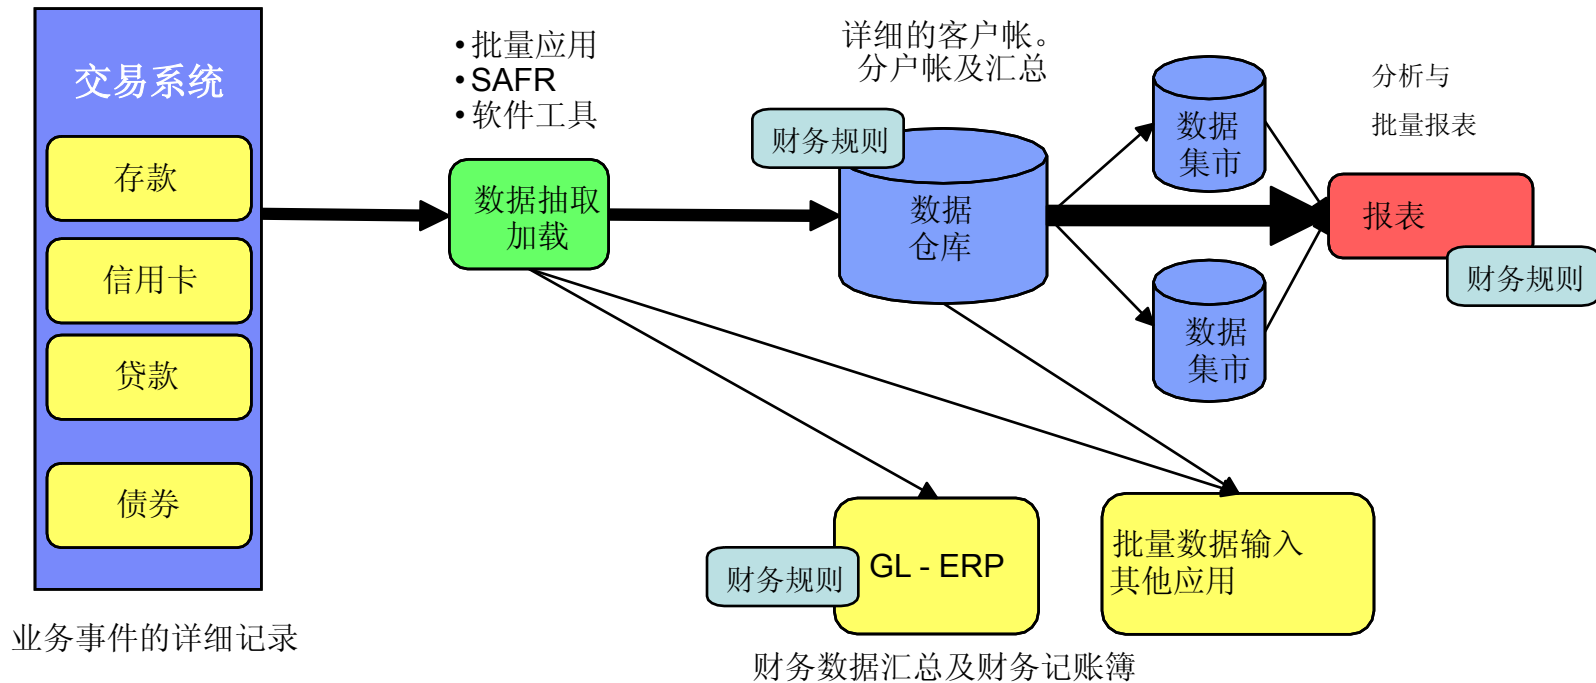 交易系统
存款
信用卡
贷款
债券
业务事件的详细记录
•批量应用
•SAFR
•软件工具
数据抽取
加载
详细的客户帐。
分户帐及汇总
财务规则
数据
仓库
数据
集市
数据
集市
分析与
批量报表
报表
财务规则
财务规则
GL - ERP
批量数据输入
其他应用
财务数据汇总及财务记账簿